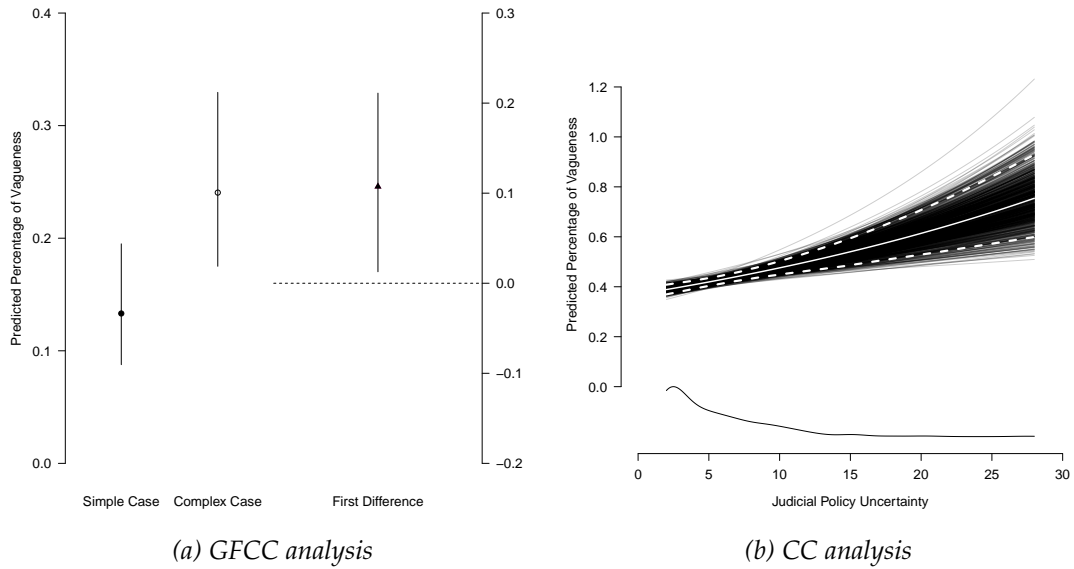 0.4
0.3
0.2
0.1
0.0
Predicted Percentage of Vagueness
0.3
0.2
0.1
0.0
−0.1
−0.2
Simple Case
Complex Case
First Difference
(a) GFCC analysis
1.2
1.0
0.8
0.6
0.4
0.2
0.0
Predicted Percentage of Vagueness
0 5 10 15 20 25 30
Judicial Policy Uncertainty
(b) CC analysis